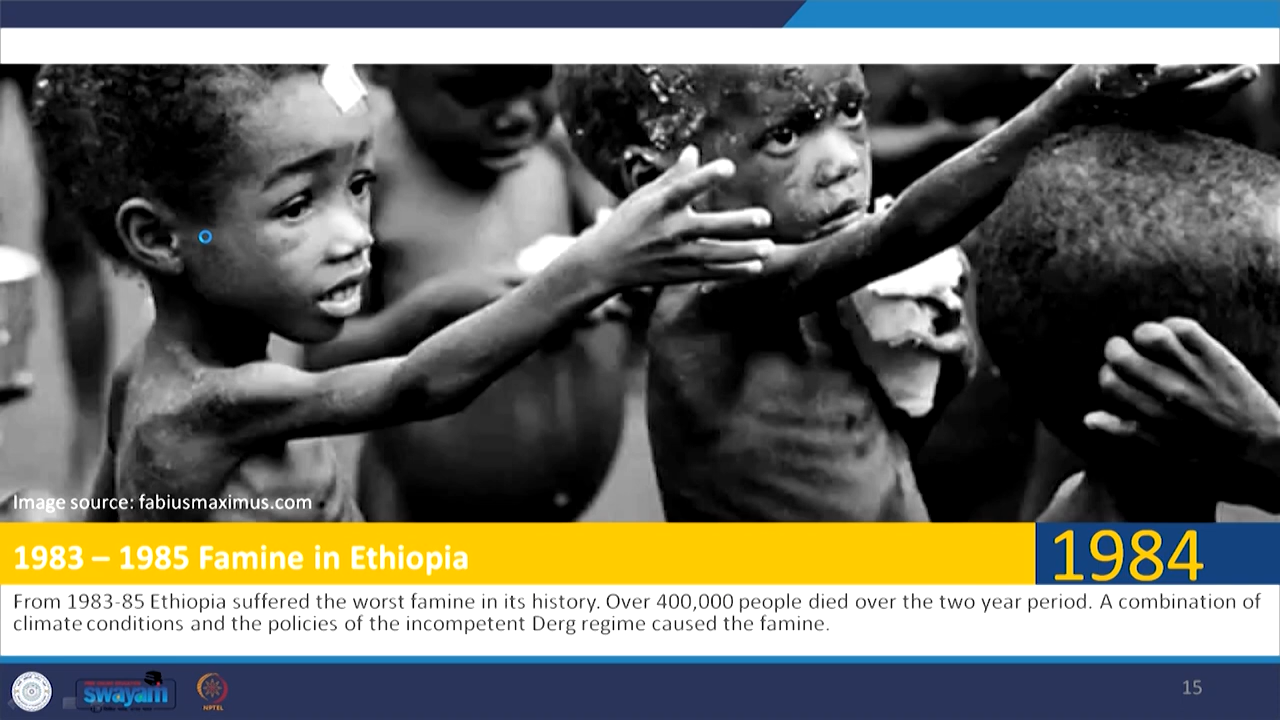 Image source: fabiusmaximus.com
1983 – 1985 Famine in Ethiopia
1984
From 1983-85 Ethiopia suffered the worst famine in its history. Over 400,000 people died over the two year period. A combination of
climate conditions and the policies of the incompetent Derg regime caused the famine.
swayam
NPTEL
15